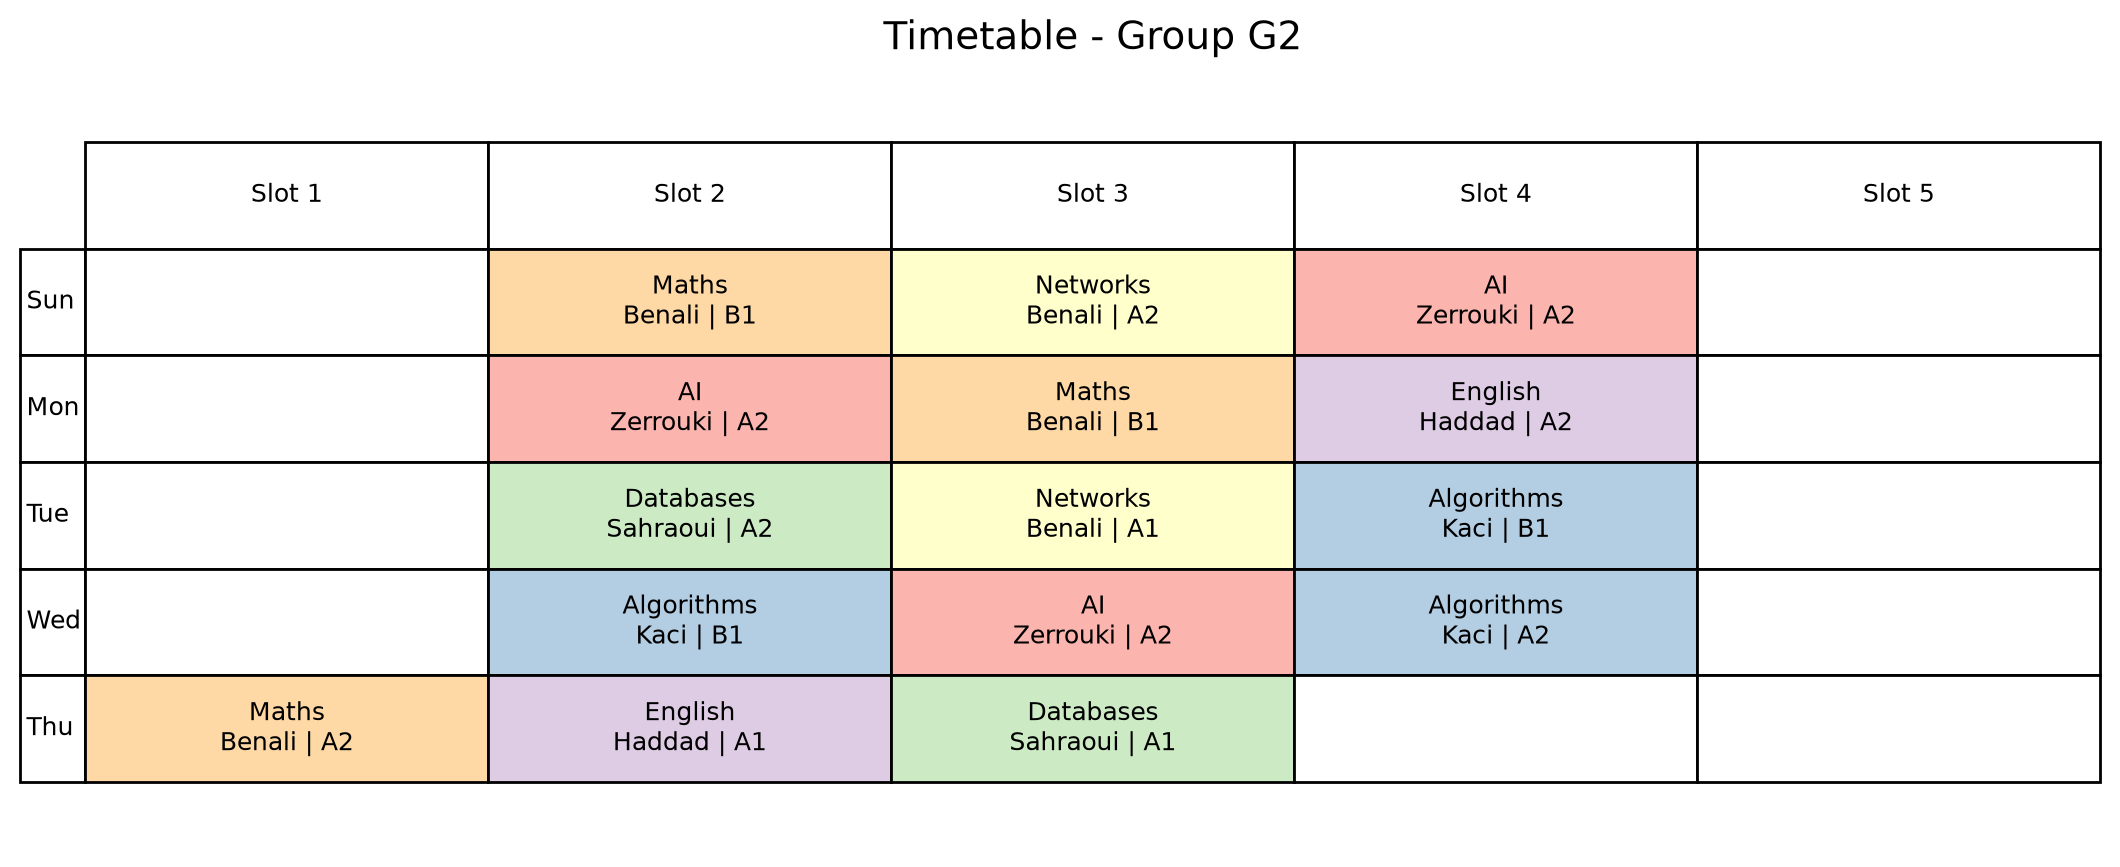 Timetable - Group G2
Slot 1 Slot 2 Slot 3 Slot 4 Slot 5
Sun
Maths
Benali | B1
Networks
Benali | A2
AI
Zerrouki | A2
Mon
AI
Zerrouki | A2
Maths
Benali | B1
English
Haddad | A2
Tue
Databases
Sahraoui | A2
Networks
Benali | A1
Algorithms
Kaci | B1
Wed
Algorithms
Kaci | B1
AI
Zerrouki | A2
Algorithms
Kaci | A2
Thu
Maths
Benali | A2
English
Haddad | A1
Databases
Sahraoui | A1